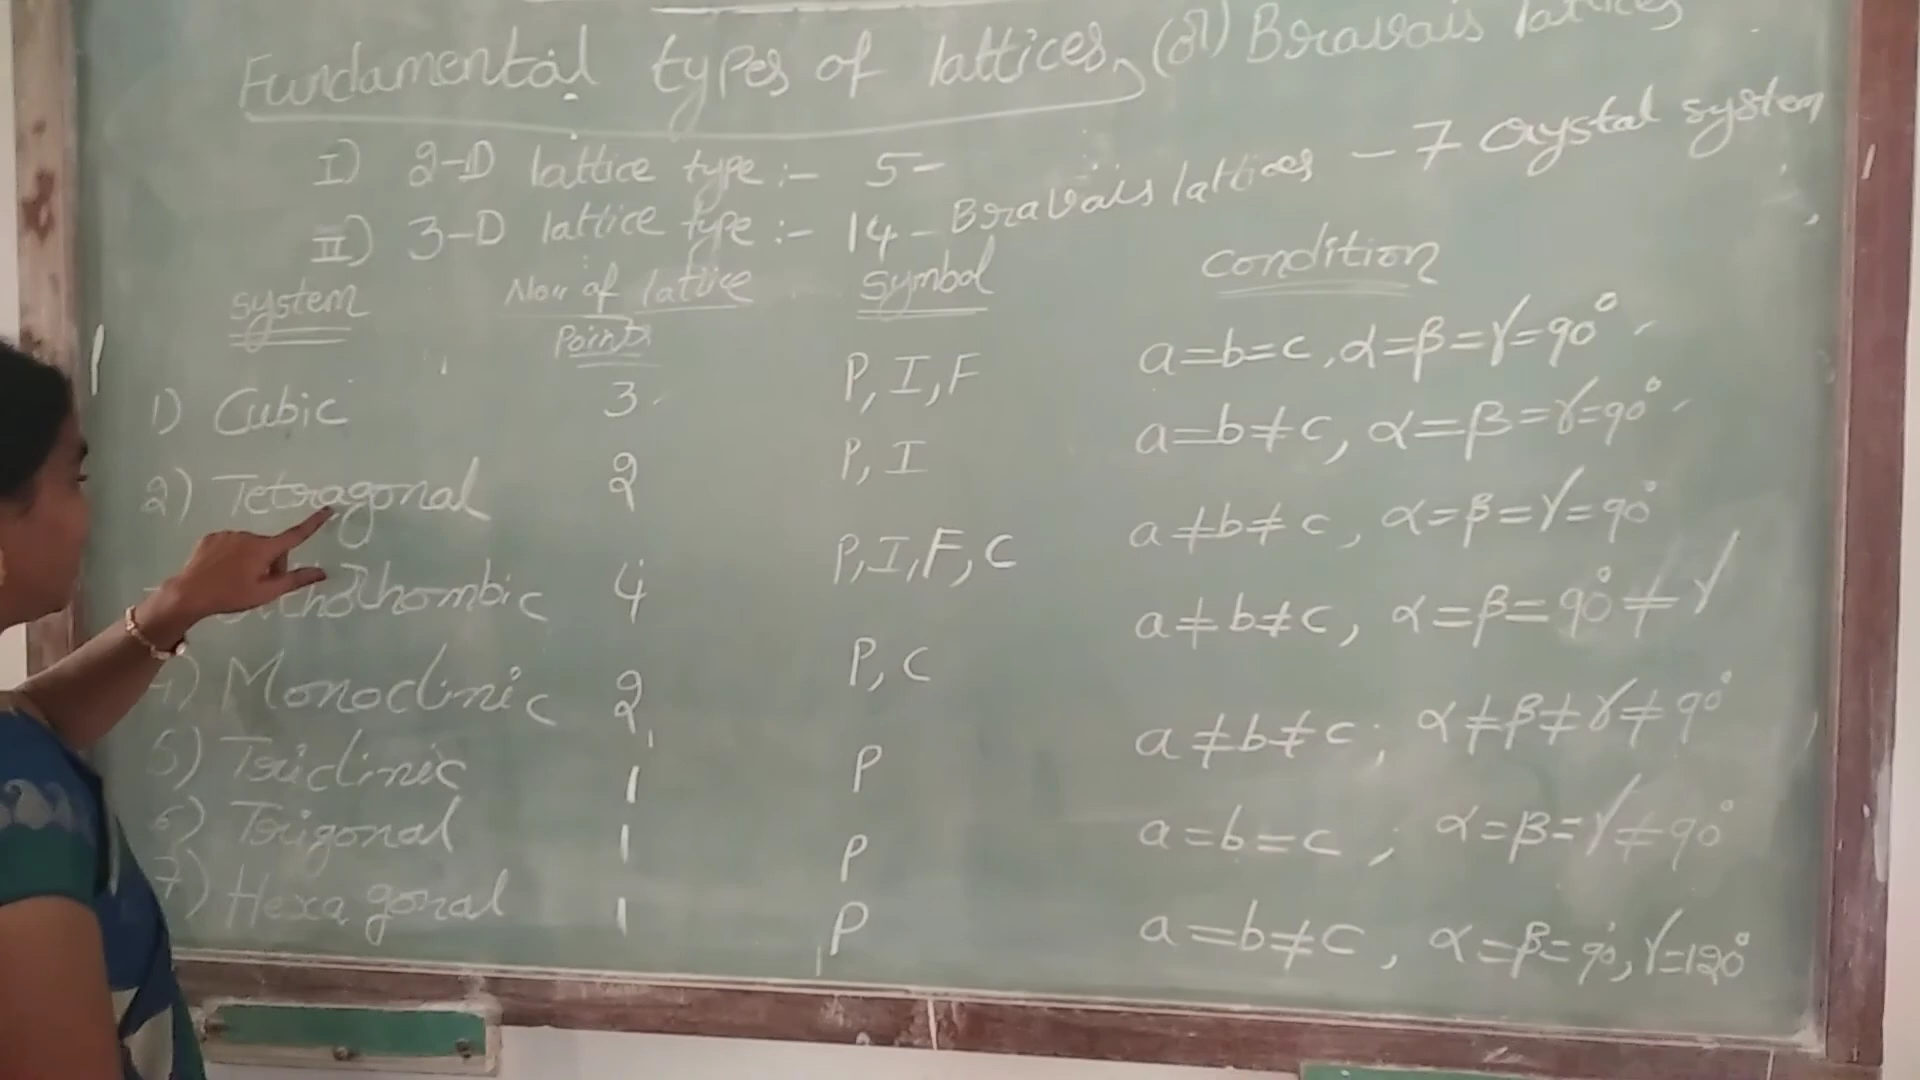 Fundamental types of lattices, (or) Bravais lattices
I) 2-D lattice type :- 5-
II) 3-D lattice type :- 14 - Bravais lattices - 7 crystal system
system No.. of lattice Points Symbol condition
1) Cubic 3 P, I, F a=b=c, α=β=γ=90°
2) Tetragonal 2 P, I a=b≠c, α=β=γ=90°
thorhombic 4 P, I, F, C a≠b≠c, α=β=γ=90°
4) Monoclinic 2 P, C a≠b≠c, α=β=90°≠γ
5) Triclinic 1 P a≠b≠c; α≠β≠γ≠90°
6) Trigonal 1 P a=b=c; α=β=γ≠90°
7) Hexagonal 1 P a=b≠c, α=β=90°, γ=120°